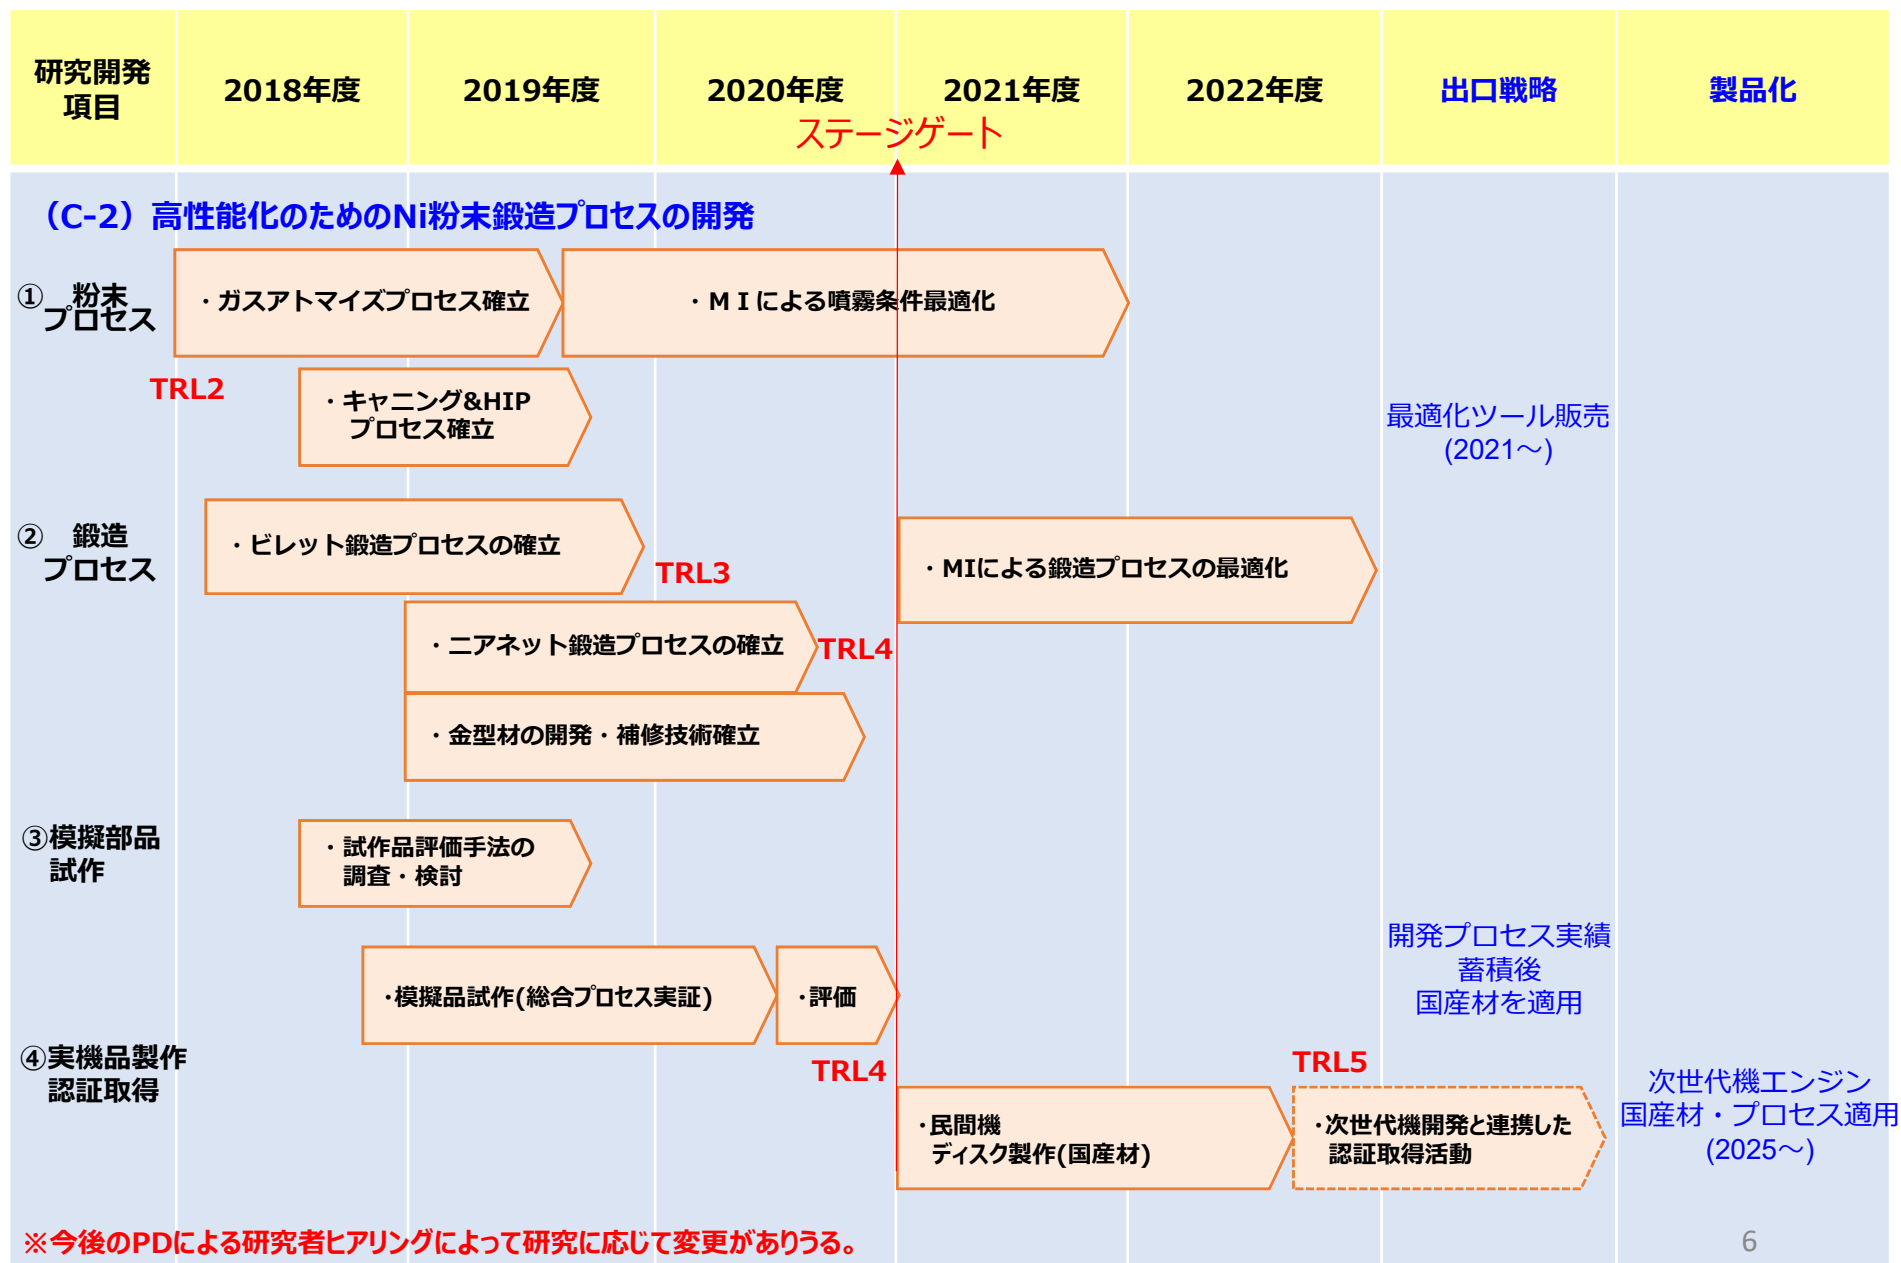 研究開発
項目
2018年度
2019年度
2020年度
2021年度
2022年度
出口戦略
製品化
ステージゲート
（C-2）高性能化のためのNi粉末鍛造プロセスの開発
① 粉末
プロセス
・ガスアトマイズプロセス確立
・ＭＩによる噴霧条件最適化
TRL2
・キャニング&HIP
プロセス確立
最適化ツール販売
(2021～)
② 鍛造
プロセス
・ビレット鍛造プロセスの確立
TRL3
・MIによる鍛造プロセスの最適化
・ニアネット鍛造プロセスの確立
TRL4
・金型材の開発・補修技術確立
③模擬部品
試作
・試作品評価手法の
調査・検討
・模擬品試作(総合プロセス実証)
・評価
開発プロセス実績
蓄積後
国産材を適用
④実機品製作
認証取得
TRL4
TRL5
・民間機
ディスク製作(国産材)
・次世代機開発と連携した
認証取得活動
次世代機エンジン
国産材・プロセス適用
(2025～)
※今後のPDによる研究者ヒアリングによって研究に応じて変更がありうる。
6